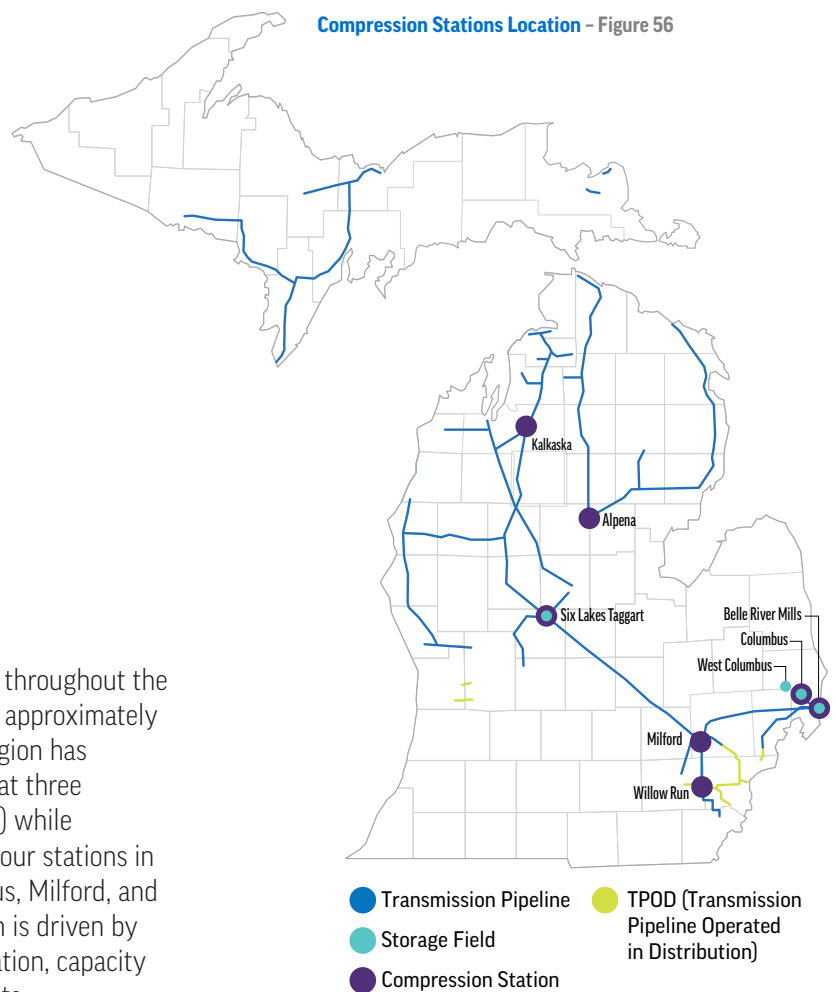 Compression Stations Location – Figure 56
Kalkaska
Alpena
Six Lakes Taggart
Belle River Mills
Columbus
West Columbus
Milford
Willow Run
throughout the
approximately
egion has
at three
) while
our stations in
us, Milford, and
n is driven by
ation, capacity
Transmission Pipeline
Storage Field
Compression Station
TPOD (Transmission
Pipeline Operated
in Distribution)